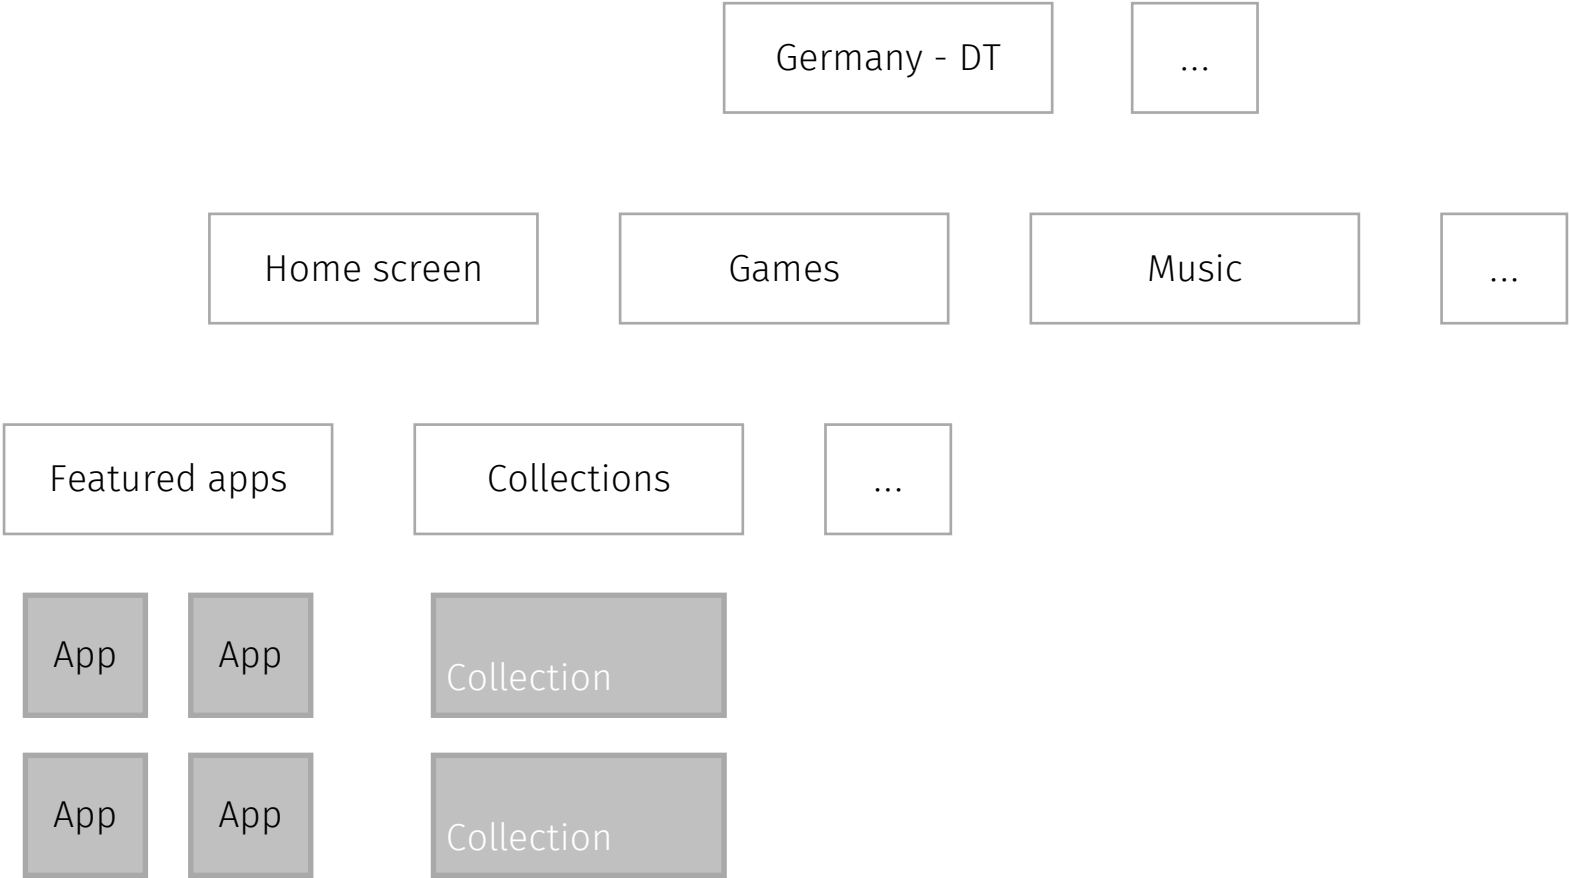 Germany - DT
...
Home screen
Games
Music
...
Featured apps
Collections
...
App
App
Collection
App
App
Collection